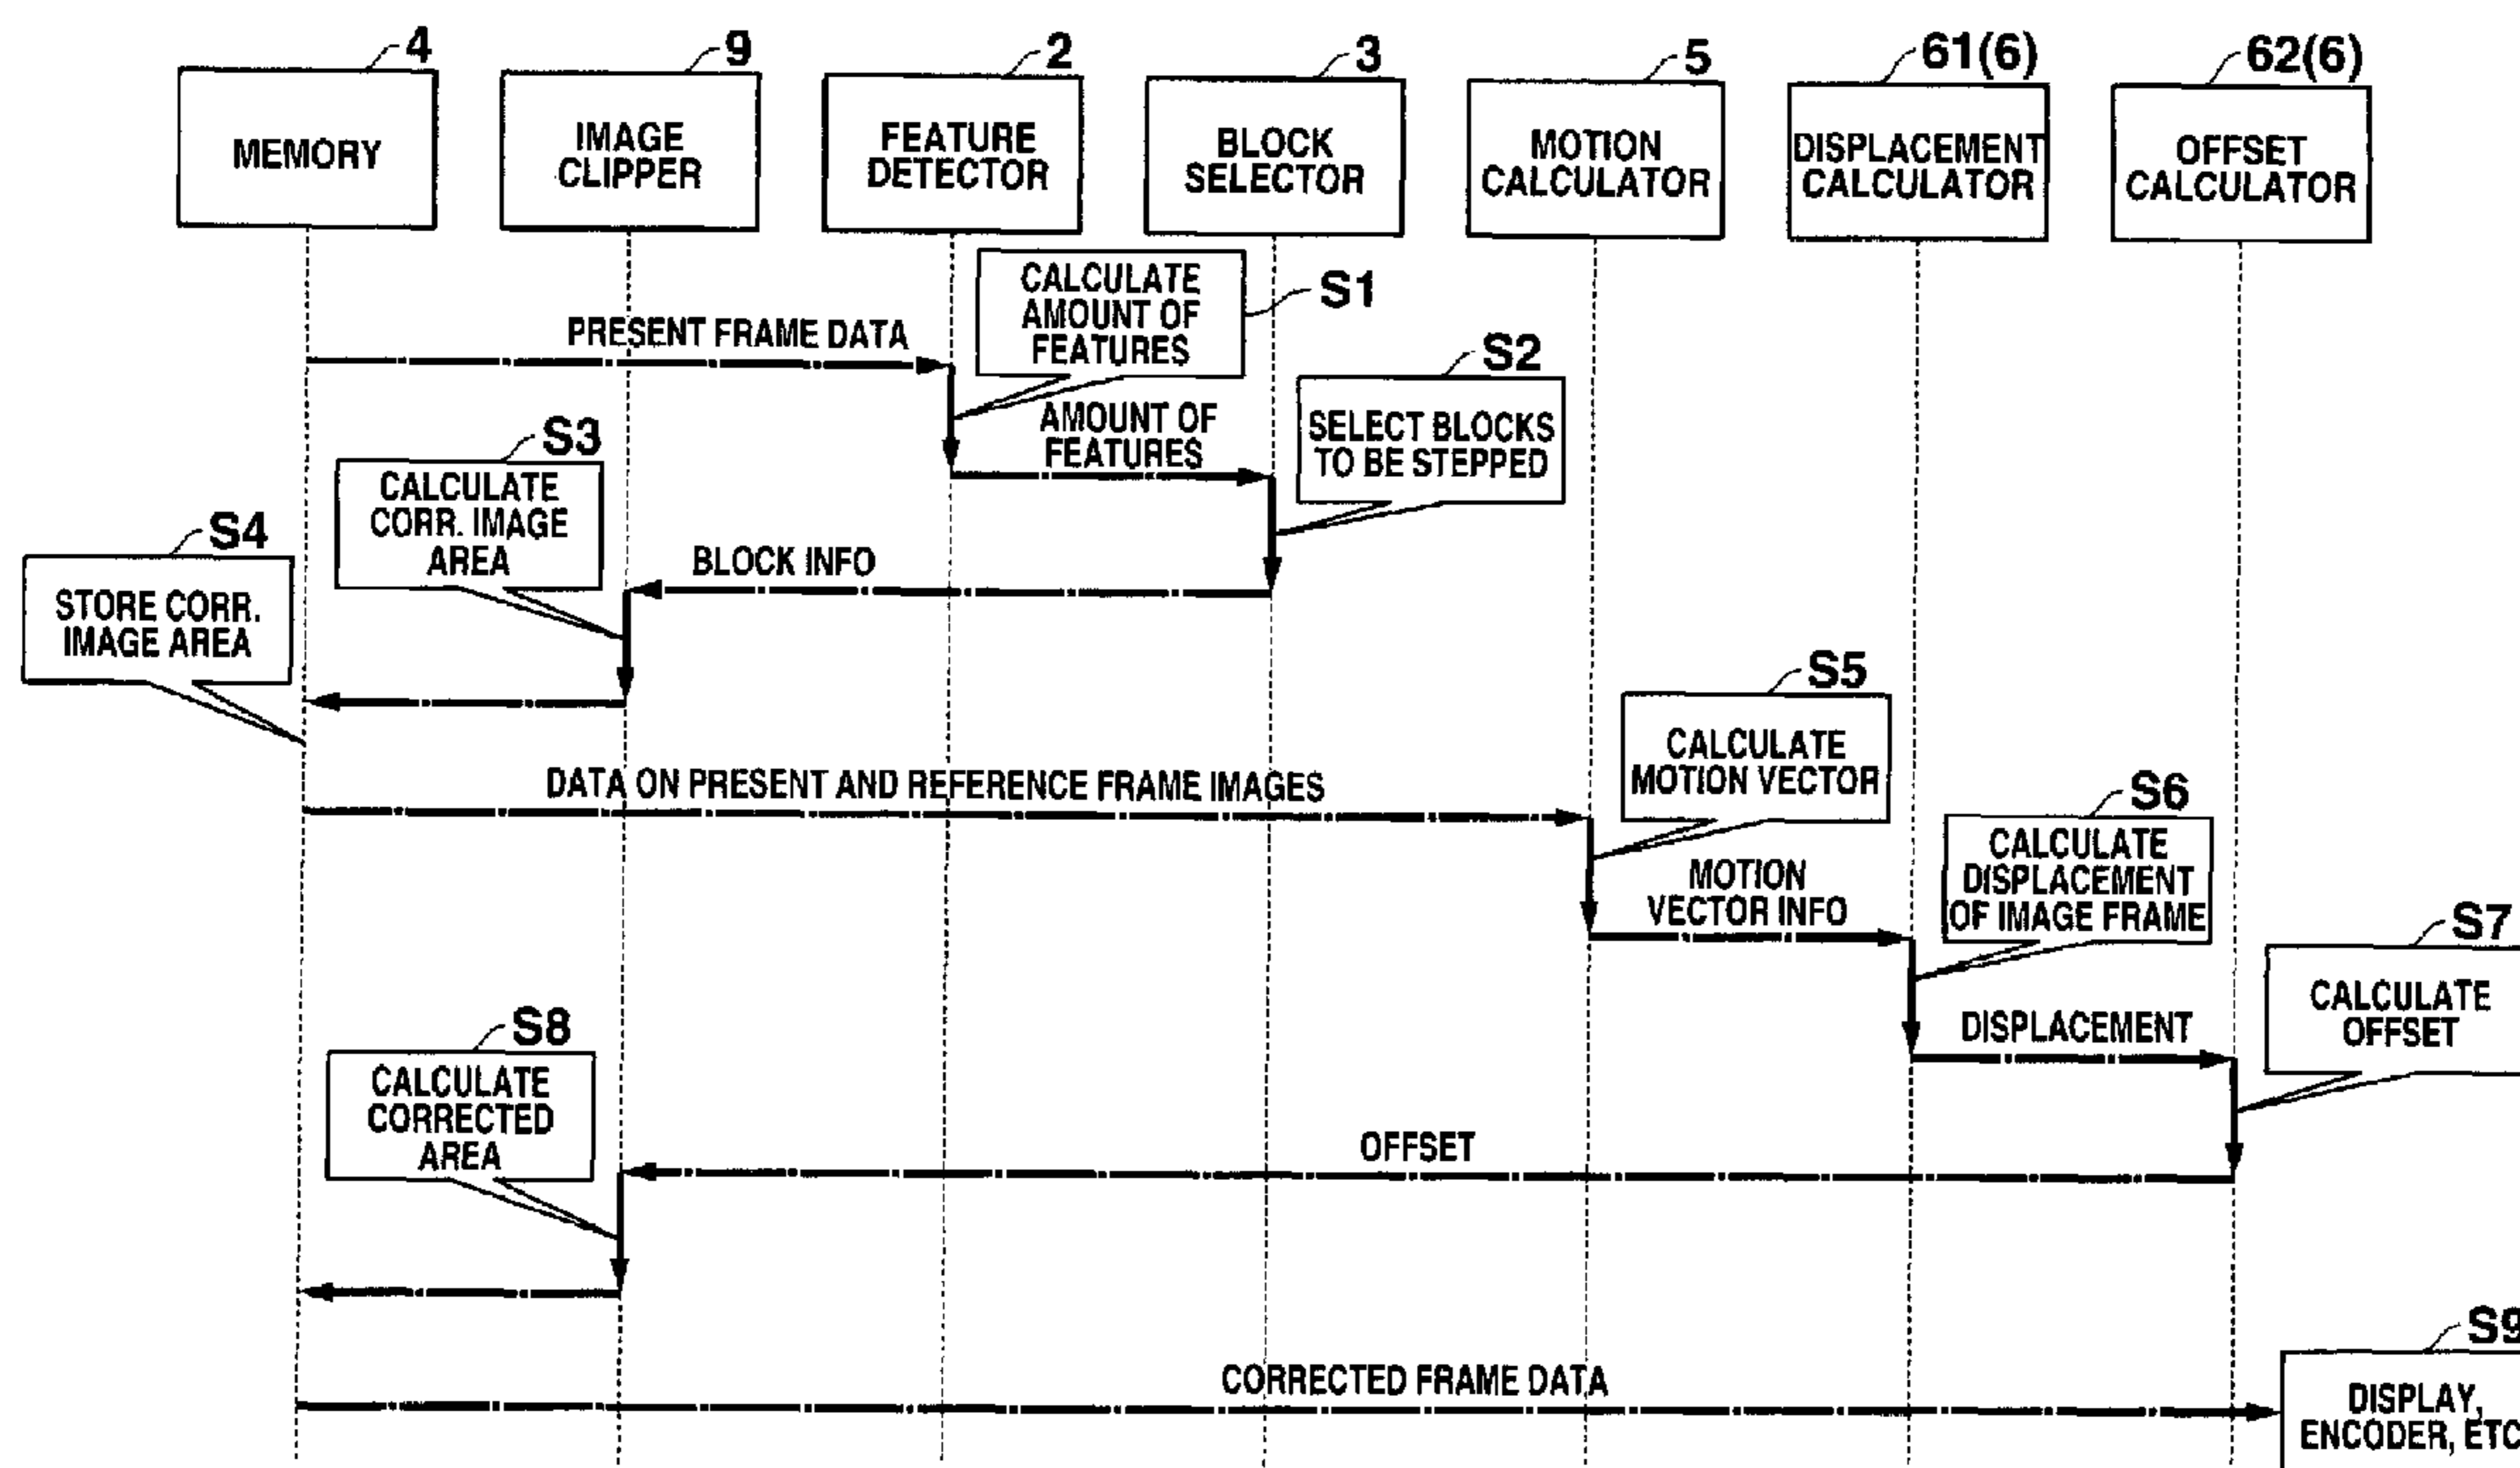 4
9
2
3
5
61(6)
62(6)
MEMORY
IMAGE
CLIPPER
FEATURE
DETECTOR
BLOCK
SELECTOR
MOTION
CALCULATOR
DISPLACEMENT
CALCULATOR
OFFSET
CALCULATOR
CALCULATE
AMOUNT OF
FEATURES
S1
PRESENT FRAME DATA
S2
SELECT BLOCKS
TO BE STEPPED
AMOUNT OF
FEATURES
S3
CALCULATE
CORR. IMAGE
AREA
S4
STORE CORR.
IMAGE AREA
BLOCK INFO
S5
CALCULATE
MOTION VECTOR
DATA ON PRESENT AND REFERENCE FRAME IMAGES
S6
CALCULATE
DISPLACEMENT
OF IMAGE FRAME
MOTION
VECTOR INFO
S7
CALCULATE
OFFSET
DISPLACEMENT
S8
CALCULATE
CORRECTED
AREA
OFFSET
S9
CORRECTED FRAME DATA
DISPLAY,
ENCODER, ETC